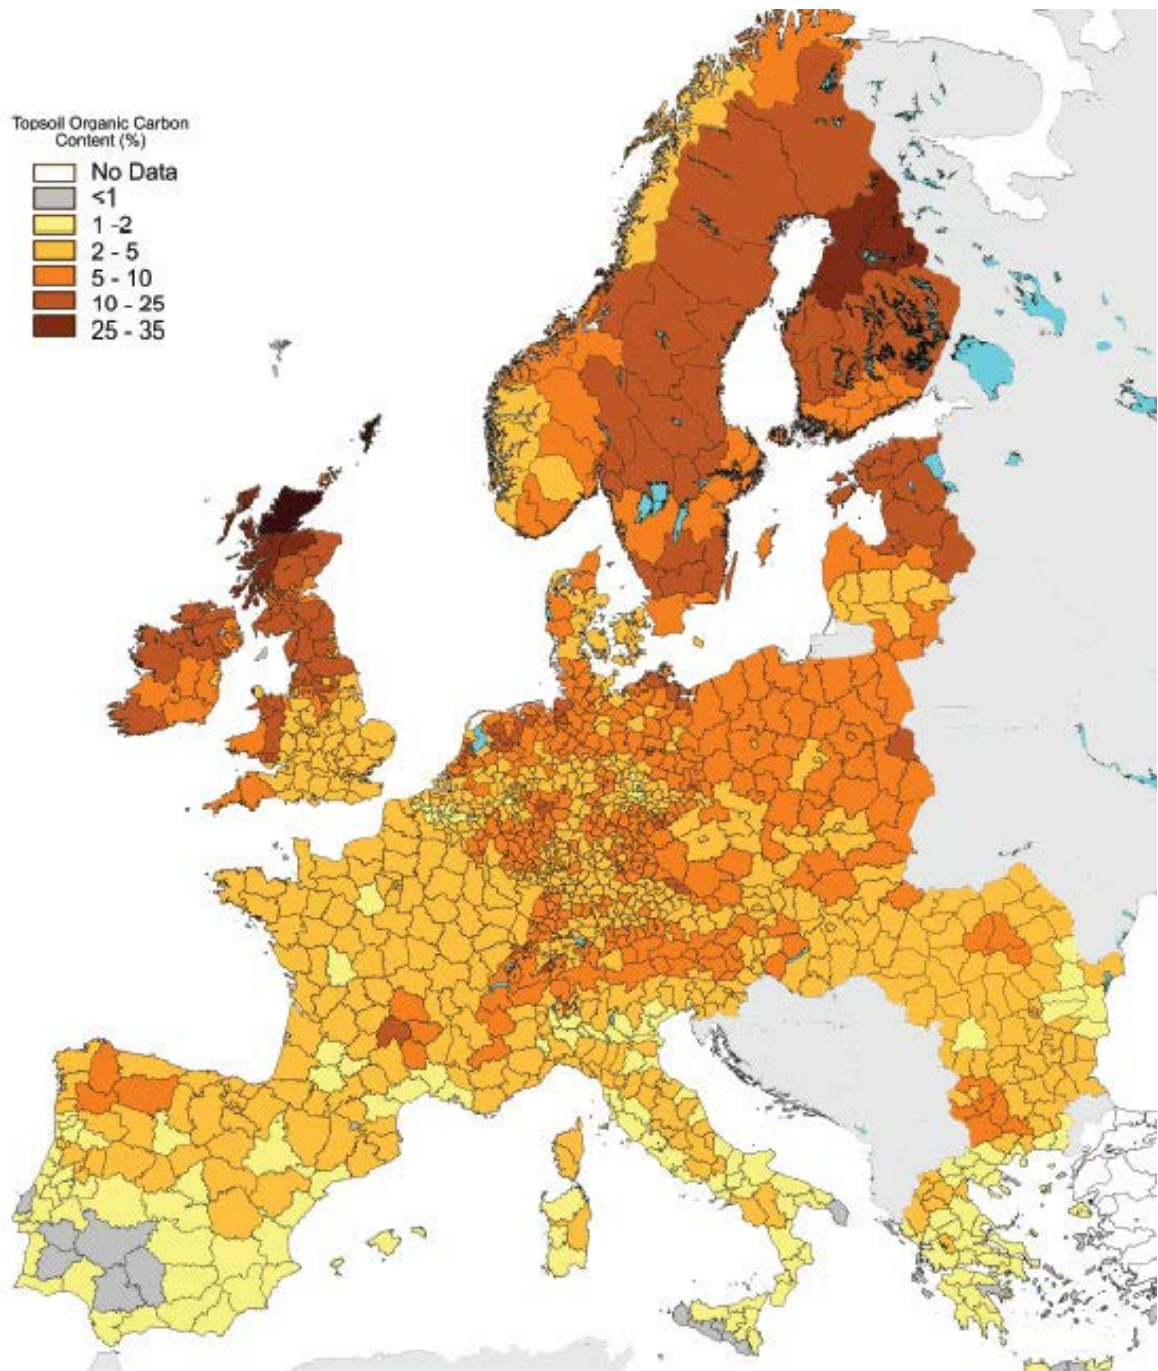 Topsoil Organic Carbon
Content (%)
No Data
<1
1 -2
2 - 5
5 - 10
10 - 25
25 - 35